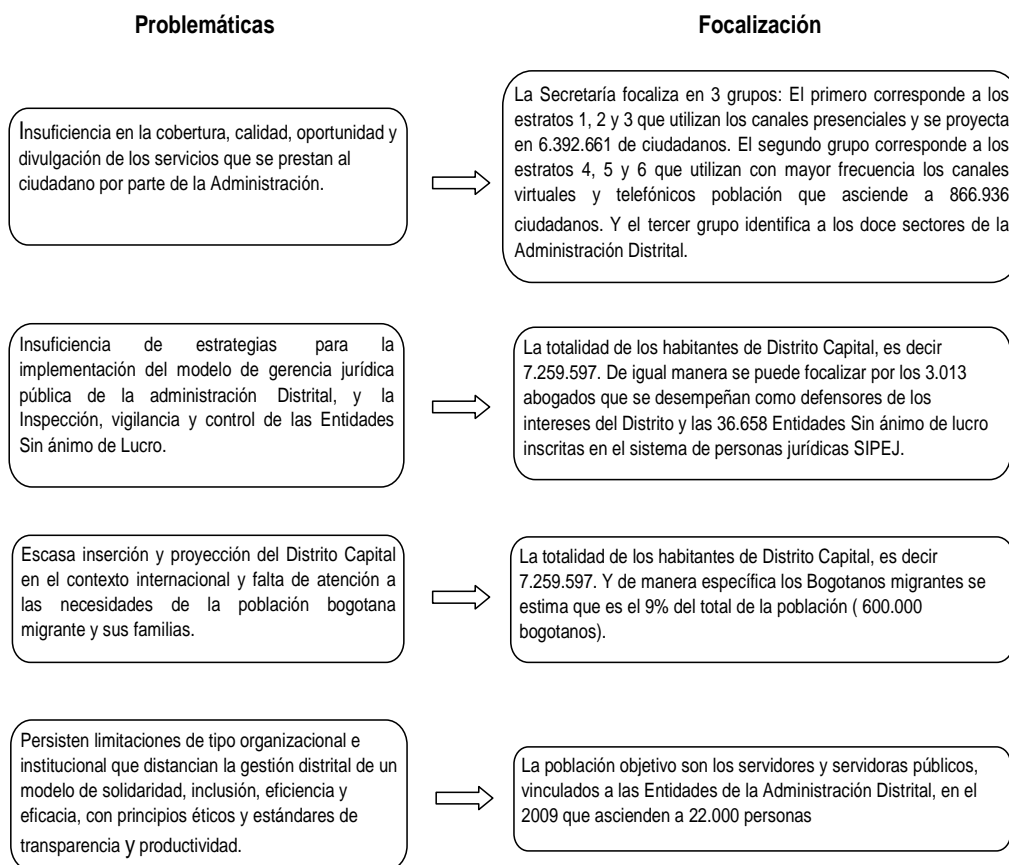 Problemáticas
Focalización
Insuficiencia en la cobertura, calidad, oportunidad y
divulgación de los servicios que se prestan al
ciudadano por parte de la Administración.
La Secretaría focaliza en 3 grupos: El primero corresponde a los
estratos 1, 2 y 3 que utilizan los canales presenciales y se proyecta
en 6.392.661 de ciudadanos. El segundo grupo corresponde a los
estratos 4, 5 y 6 que utilizan con mayor frecuencia los canales
virtuales y telefónicos población que asciende a 866.936
ciudadanos. Y el tercer grupo identifica a los doce sectores de la
Administración Distrital.
Insuficiencia de estrategias para la
implementación del modelo de gerencia jurídica
pública de la administración Distrital, y la
Inspección, vigilancia y control de las Entidades
Sin ánimo de Lucro.
La totalidad de los habitantes de Distrito Capital, es decir
7.259.597. De igual manera se puede focalizar por los 3.013
abogados que se desempeñan como defensores de los
intereses del Distrito y las 36.658 Entidades Sin ánimo de lucro
inscritas en el sistema de personas jurídicas SIPEJ.
Escasa inserción y proyección del Distrito Capital
en el contexto internacional y falta de atención a
las necesidades de la población bogotana
migrante y sus familias.
La totalidad de los habitantes de Distrito Capital, es decir
7.259.597. Y de manera específica los Bogotanos migrantes se
estima que es el 9% del total de la población ( 600.000
bogotanos).
Persisten limitaciones de tipo organizacional e
institucional que distancian la gestión distrital de un
modelo de solidaridad, inclusión, eficiencia y
eficacia, con principios éticos y estándares de
transparencia y productividad.
La población objetivo son los servidores y servidoras públicos,
vinculados a las Entidades de la Administración Distrital, en el
2009 que ascienden a 22.000 personas